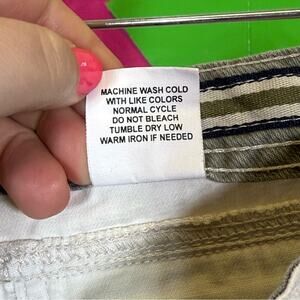 MACHINE WASH COLD
WITH LIKE COLORS
NORMAL CYCLE
DO NOT BLEACH
TUMBLE DRY LOW
WARM IRON IF NEEDED